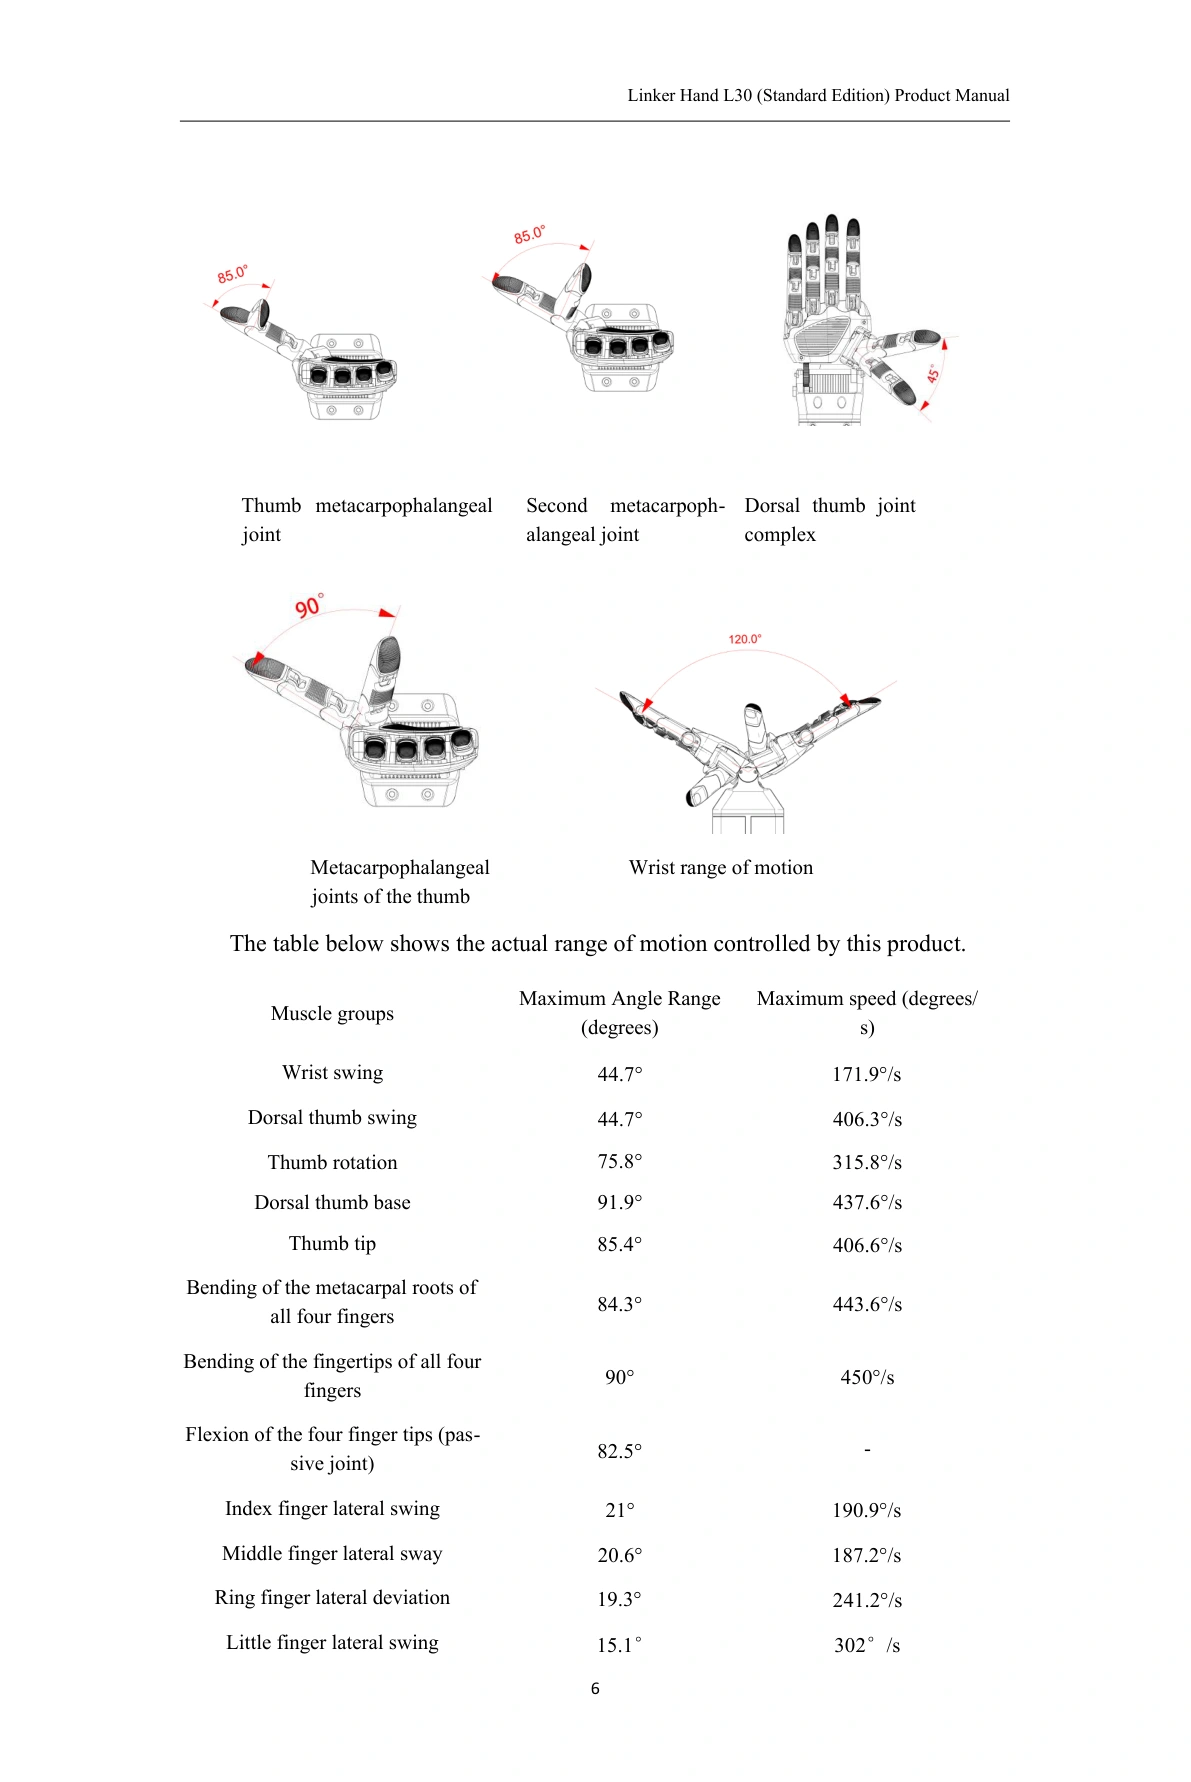 Linker Hand L30 (Standard Edition) Product Manual
85.0°
85.0°
45°
Thumb metacarpophalangeal
joint
Second metacarpoph-
alangeal joint
Dorsal thumb joint
complex
90°
120.0°
Metacarpophalangeal
joints of the thumb
Wrist range of motion
The table below shows the actual range of motion controlled by this product.
Muscle groups
Maximum Angle Range
(degrees)
Maximum speed (degrees/
s)
Wrist swing 44.7° 171.9°/s
Dorsal thumb swing 44.7° 406.3°/s
Thumb rotation 75.8° 315.8°/s
Dorsal thumb base 91.9° 437.6°/s
Thumb tip 85.4° 406.6°/s
Bending of the metacarpal roots of
all four fingers
84.3° 443.6°/s
Bending of the fingertips of all four
fingers
90° 450°/s
Flexion of the four finger tips (pas-
sive joint)
82.5° -
Index finger lateral swing 21° 190.9°/s
Middle finger lateral sway 20.6° 187.2°/s
Ring finger lateral deviation 19.3° 241.2°/s
Little finger lateral swing 15.1° 302° /s
6